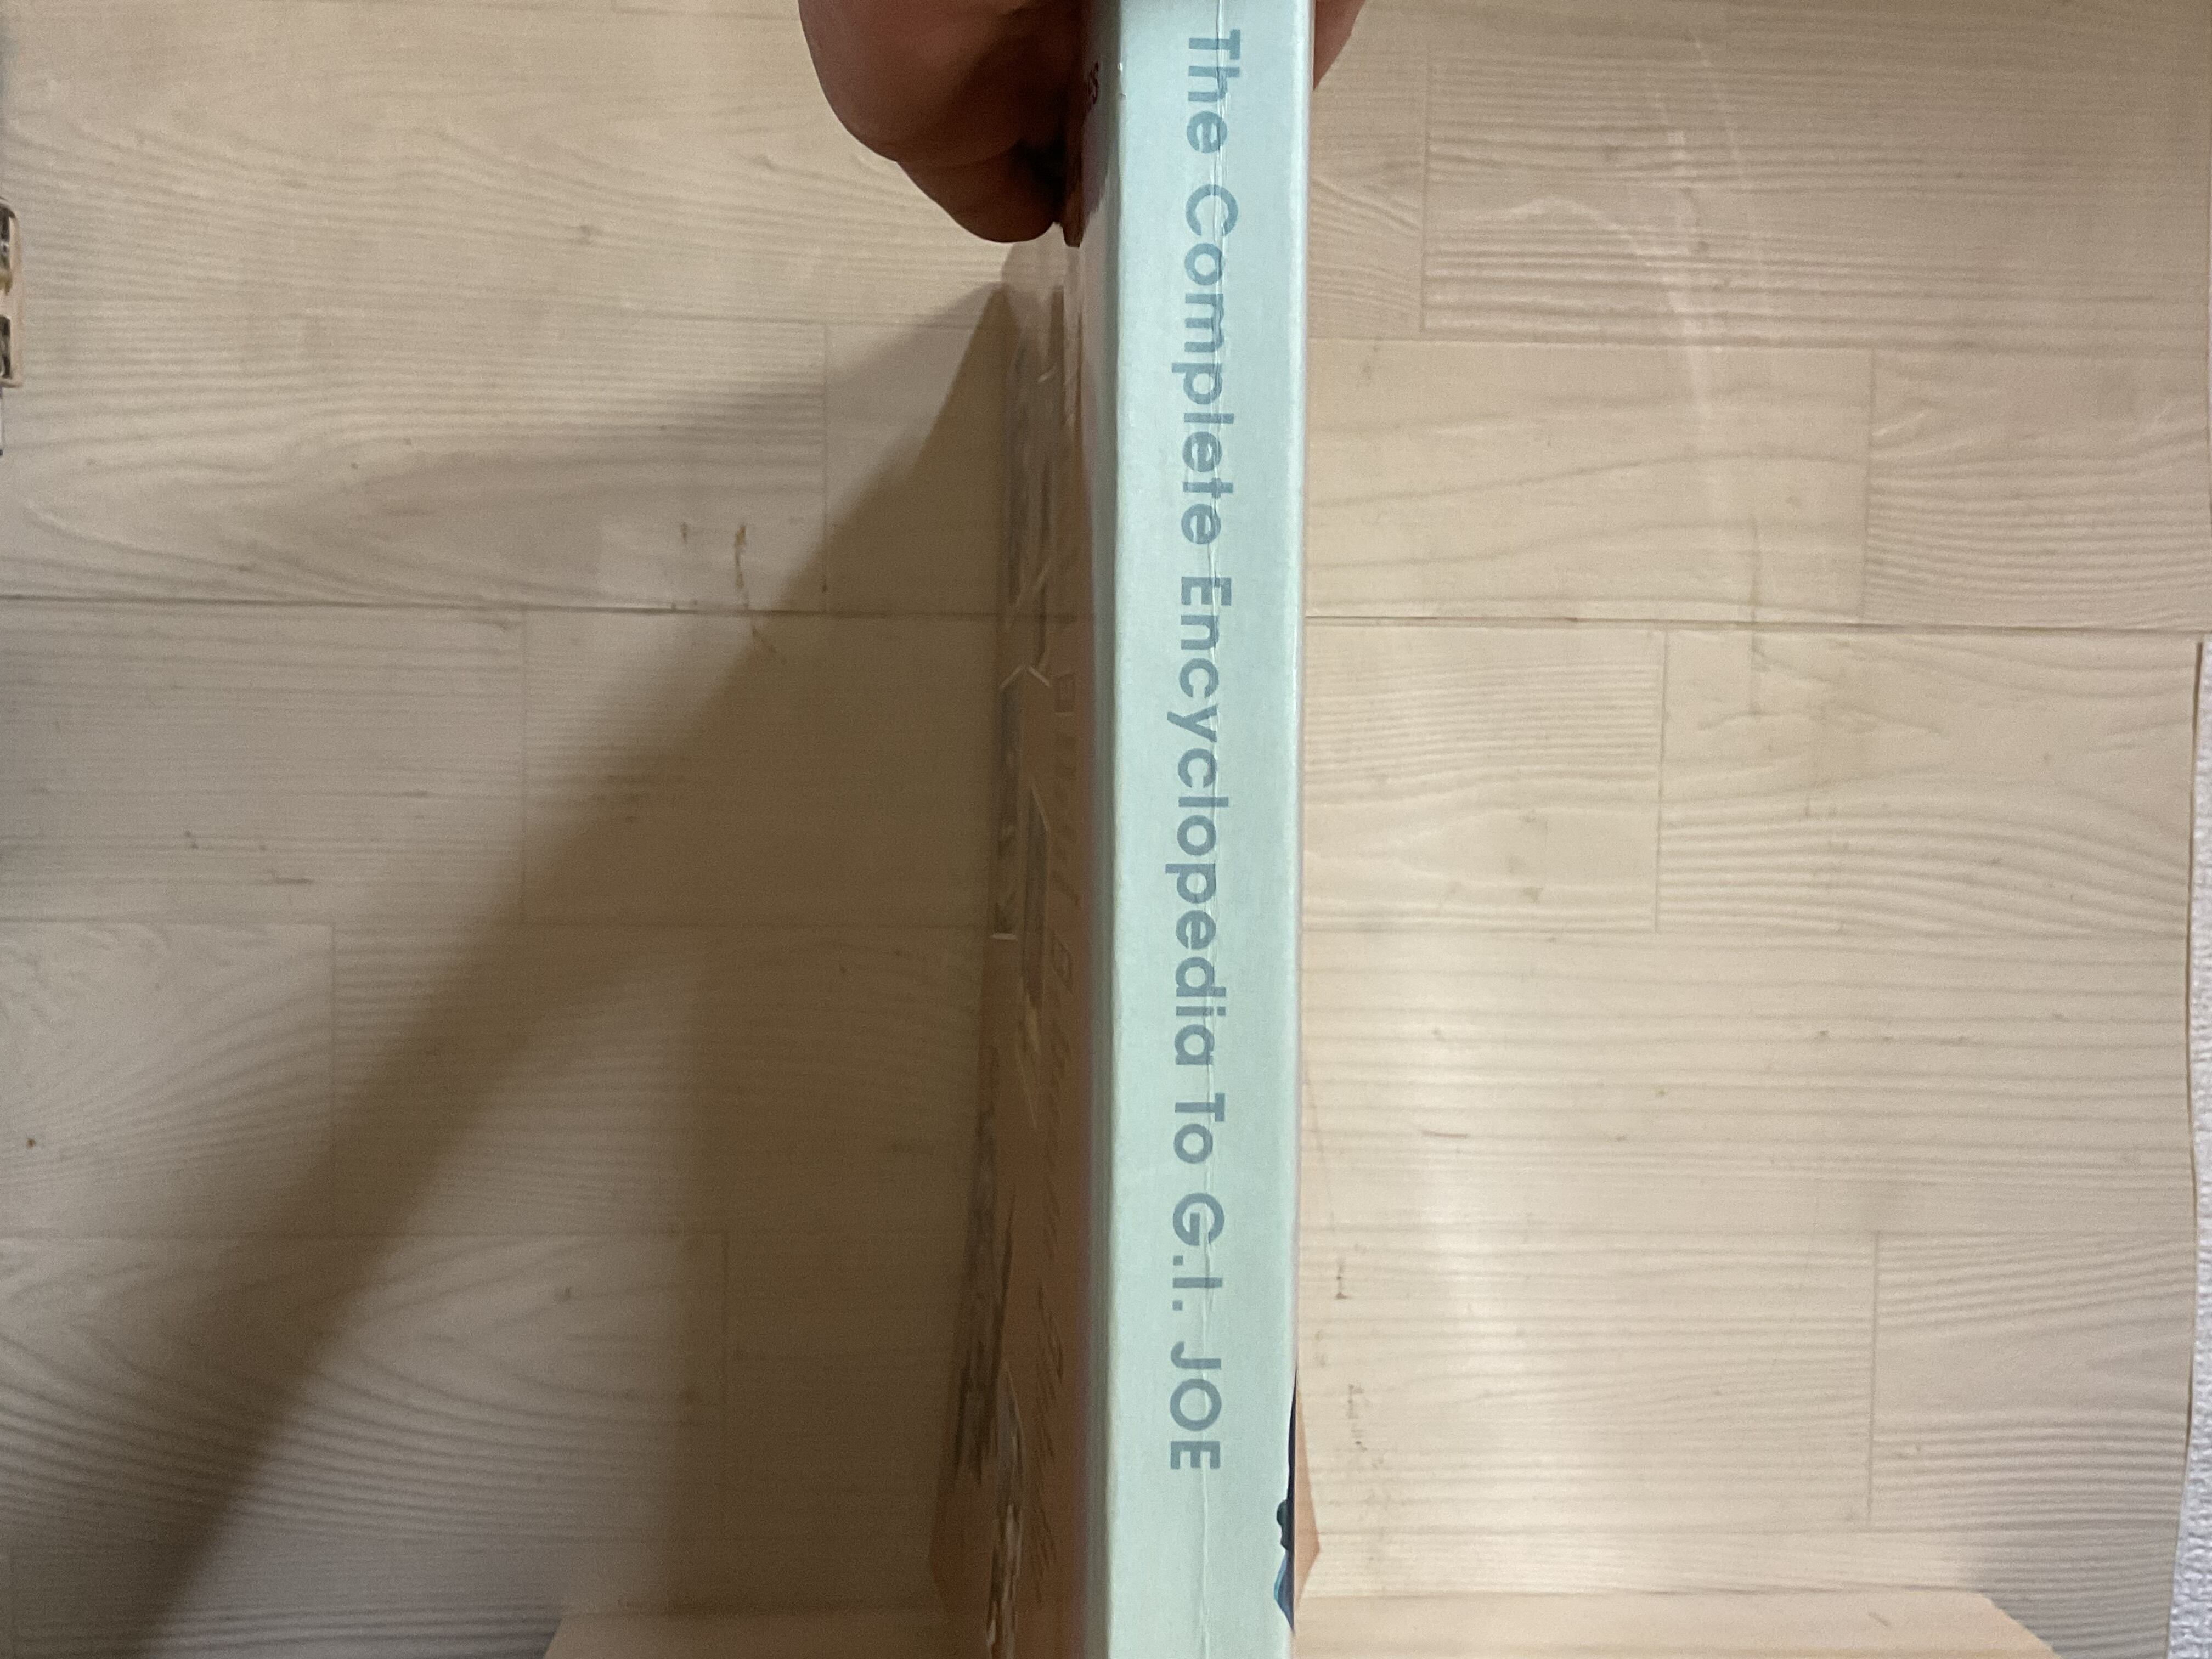 The Complete Encyclopedia To G.I. JOE